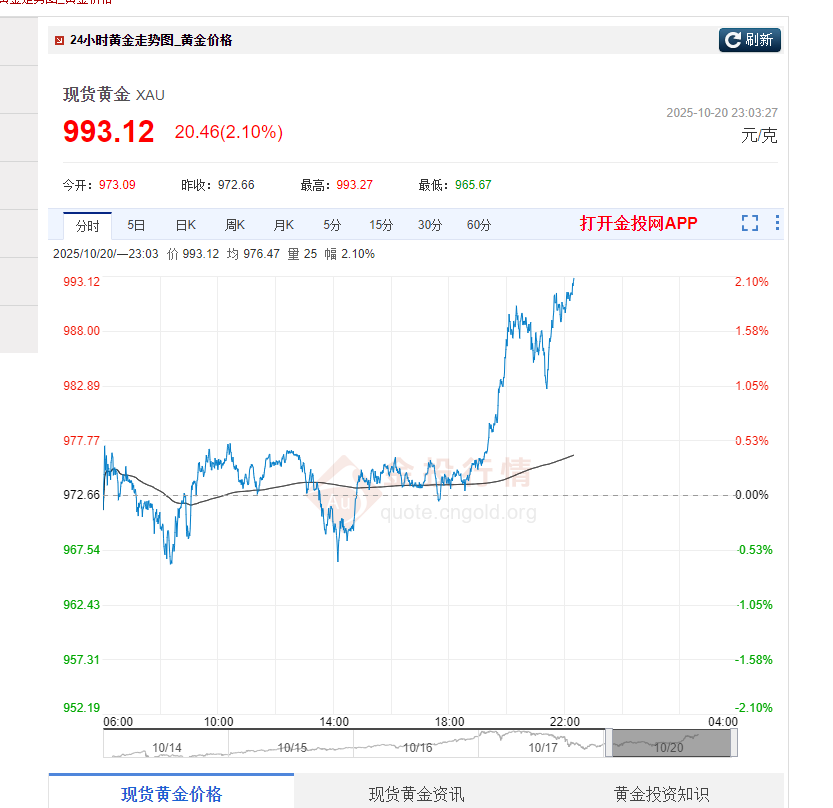 24小时黄金走势图_黄金价格
刷新
现货黄金 XAU
993.12 20.46(2.10%)
2025-10-20 23:03:27
元/克
今开：973.09 昨收：972.66 最高：993.27 最低：965.67
分时 5日 日K 周K 月K 5分 15分 30分 60分 打开金投网APP
2025/10/20/—23:03 价 993.12 均 976.47 量 25 幅 2.10%
993.12 2.10%
988.00 1.58%
982.89 1.05%
977.77 0.53%
金投行情
972.66 0.00%
AU
quote.cngold.org
967.54 -0.53%
962.43 -1.05%
957.31 -1.58%
952.19 -2.10%
06:00 10:00 14:00 18:00 22:00 04:00
10/14 10/15 10/16 10/17 10/20
现货黄金价格 现货黄金资讯 黄金投资知识